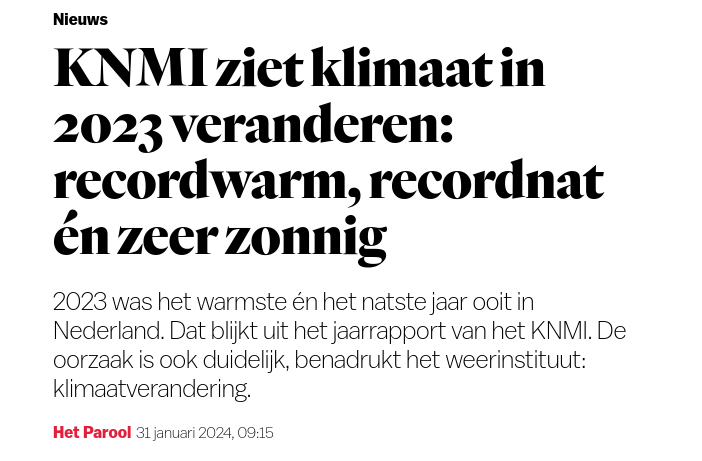 Nieuws
KNMI ziet klimaat in
2023 veranderen:
recordwarm, recordnat
én zeer zonnig
2023 was het warmste én het natste jaar ooit in
Nederland. Dat blijkt uit het jaarrapport van het KNMI. De
oorzaak is ook duidelijk, benadrukt het weerinstituut:
klimaatverandering.
Het Parool 31 januari 2024, 09:15